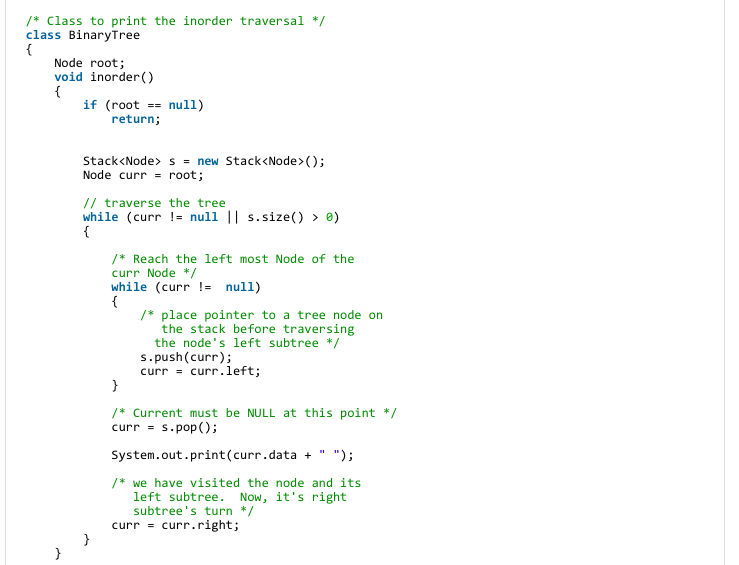 /* Class to print the inorder traversal */
class BinaryTree
{
    Node root;
    void inorder()
    {
        if (root == null)
            return;
        Stack<Node> s = new Stack<Node>();
        Node curr = root;
        // traverse the tree
        while (curr != null || s.size() > 0)
        {
            /* Reach the left most Node of the
            curr Node */
            while (curr !=  null)
            {
                /* place pointer to a tree node on
                   the stack before traversing
                  the node's left subtree */
                s.push(curr);
                curr = curr.left;
            }
            /* Current must be NULL at this point */
            curr = s.pop();
            System.out.print(curr.data + " ");
            /* we have visited the node and its
               left subtree.  Now, it's right
               subtree's turn */
            curr = curr.right;
        }
    }